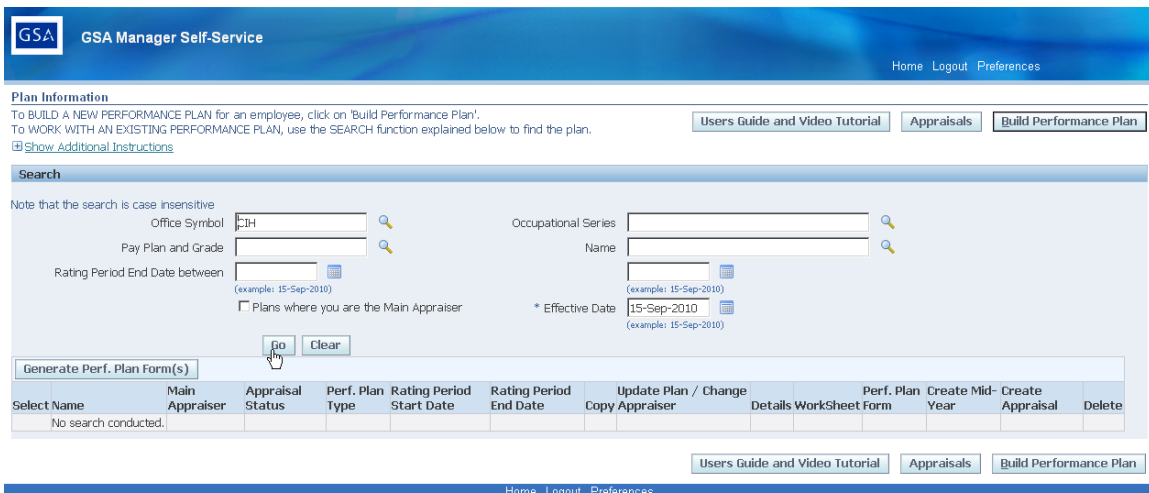 GSA GSA Manager Self-Service
Home Logout Preferences
Plan Information
To BUILD A NEW PERFORMANCE PLAN for an employee, click on 'Build Performance Plan'.
To WORK WITH AN EXISTING PERFORMANCE PLAN, use the SEARCH function explained below to find the plan.
Users Guide and Video Tutorial Appraisals Build Performance Plan
Show Additional Instructions
Search
Note that the search is case insensitive
Office Symbol CIH Occupational Series
Pay Plan and Grade Name
Rating Period End Date between
(example: 15-Sep-2010) (example: 15-Sep-2010)
Plans where you are the Main Appraiser * Effective Date 15-Sep-2010
(example: 15-Sep-2010)
Go Clear
Generate Perf. Plan Form(s)
Main Appraisal Perf. Plan Rating Period Rating Period Update Plan / Change Perf. Plan Create Mid- Create
Select Name Appraiser Status Type Start Date End Date Copy Appraiser Details WorkSheet Form Year Appraisal Delete
No search conducted.
Users Guide and Video Tutorial Appraisals Build Performance Plan
Home Logout Preferences